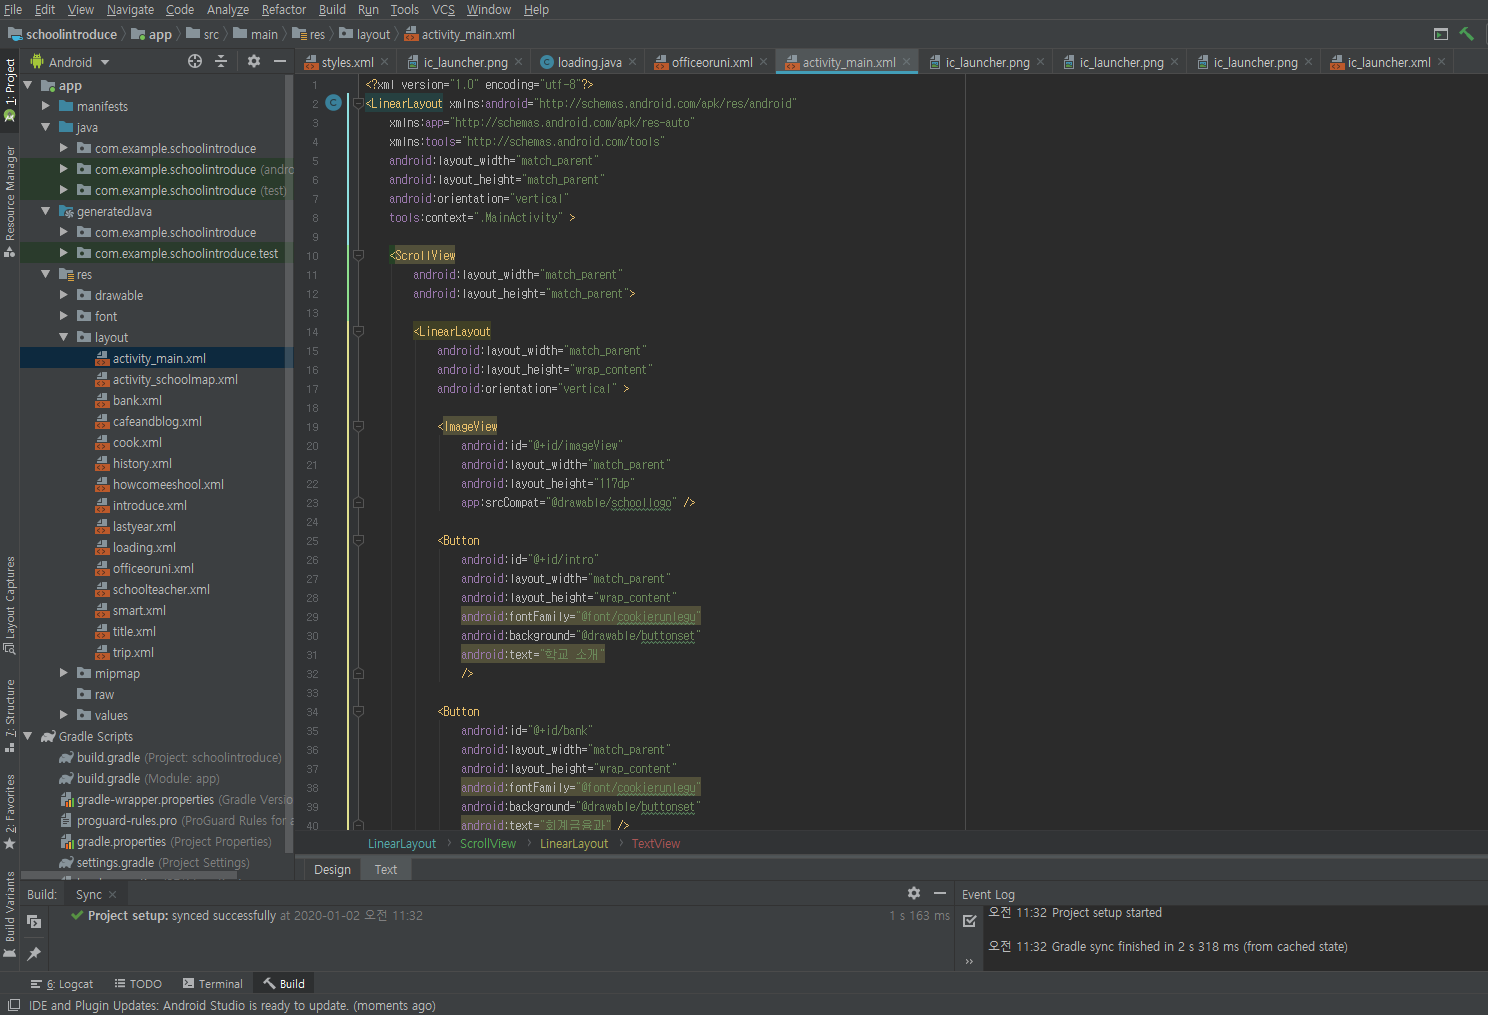 File Edit View Navigate Code Analyze Refactor Build Run Tools VCS Window Help
schoolintroduce app src main res layout activity_main.xml
Android
styles.xml ic_launcher.png loading.java officeoruni.xml activity_main.xml ic_launcher.png ic_launcher.png ic_launcher.png ic_launcher.xml
1: Project
Resource Manager
Layout Captures
7: Structure
2: Favorites
Build Variants
app
manifests
java
com.example.schoolintroduce
com.example.schoolintroduce (andro
com.example.schoolintroduce (test)
generatedJava
com.example.schoolintroduce
com.example.schoolintroduce.test
res
drawable
font
layout
activity_main.xml
activity_schoolmap.xml
bank.xml
cafeandblog.xml
cook.xml
history.xml
howcomeeshool.xml
introduce.xml
lastyear.xml
loading.xml
officeoruni.xml
schoolteacher.xml
smart.xml
title.xml
trip.xml
mipmap
raw
values
Gradle Scripts
build.gradle (Project: schoolintroduce)
build.gradle (Module: app)
gradle-wrapper.properties (Gradle Versio
proguard-rules.pro (ProGuard Rules for a
gradle.properties (Project Properties)
settings.gradle (Project Settings)
1 <?xml version="1.0" encoding="utf-8"?>
2 <LinearLayout xmlns:android="http://schemas.android.com/apk/res/android"
3 xmlns:app="http://schemas.android.com/apk/res-auto"
4 xmlns:tools="http://schemas.android.com/tools"
5 android:layout_width="match_parent"
6 android:layout_height="match_parent"
7 android:orientation="vertical"
8 tools:context=".MainActivity" >
9
10 <ScrollView
11 android:layout_width="match_parent"
12 android:layout_height="match_parent">
13
14 <LinearLayout
15 android:layout_width="match_parent"
16 android:layout_height="wrap_content"
17 android:orientation="vertical" >
18
19 <ImageView
20 android:id="@+id/imageView"
21 android:layout_width="match_parent"
22 android:layout_height="117dp"
23 app:srcCompat="@drawable/schoollogo" />
24
25 <Button
26 android:id="@+id/intro"
27 android:layout_width="match_parent"
28 android:layout_height="wrap_content"
29 android:fontFamily="@font/cookierunlegu"
30 android:background="@drawable/buttonset"
31 android:text="학교 소개"
32 />
33
34 <Button
35 android:id="@+id/bank"
36 android:layout_width="match_parent"
37 android:layout_height="wrap_content"
38 android:fontFamily="@font/cookierunlegu"
39 android:background="@drawable/buttonset"
40 android:text="회계금융과" />
LinearLayout ScrollView LinearLayout TextView
Design Text
Build: Sync
Project setup: synced successfully at 2020-01-02 오전 11:32 1 s 163 ms
Event Log
오전 11:32 Project setup started
오전 11:32 Gradle sync finished in 2 s 318 ms (from cached state)
6: Logcat TODO Terminal Build
IDE and Plugin Updates: Android Studio is ready to update. (moments ago)